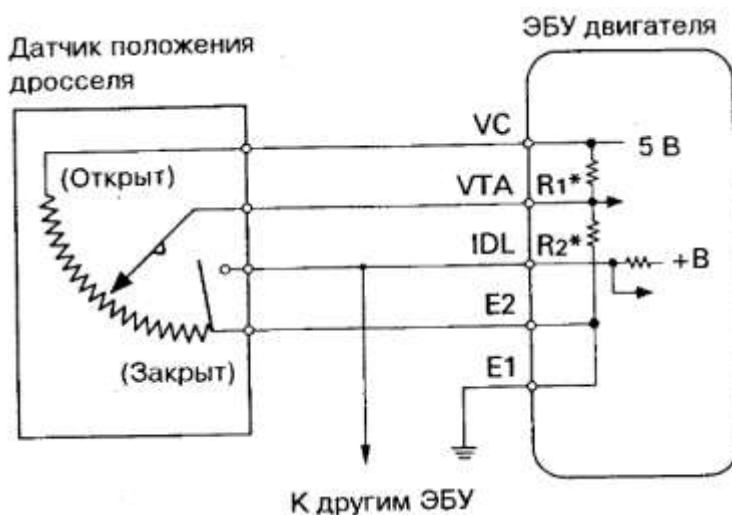 ЭБУ двигателя
Датчик положения
дросселя
VC
5 В
(Открыт)
VTA
R1*
IDL
R2*
+В
E2
(Закрыт)
E1
К другим ЭБУ